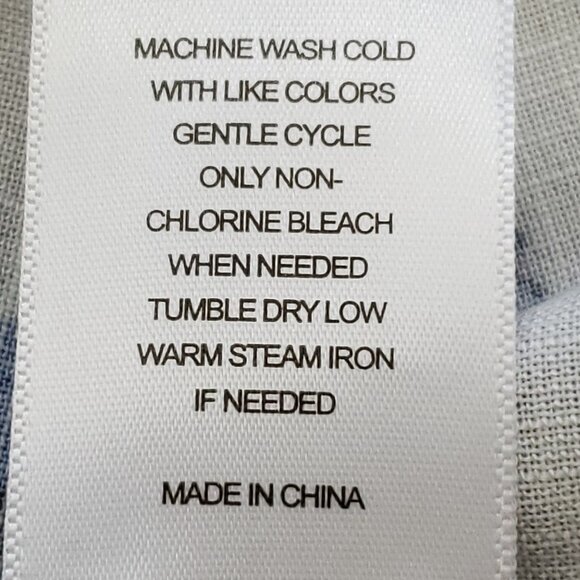 MACHINE WASH COLD
WITH LIKE COLORS
GENTLE CYCLE
ONLY NON-
CHLORINE BLEACH
WHEN NEEDED
TUMBLE DRY LOW
WARM STEAM IRON
IF NEEDED
MADE IN CHINA